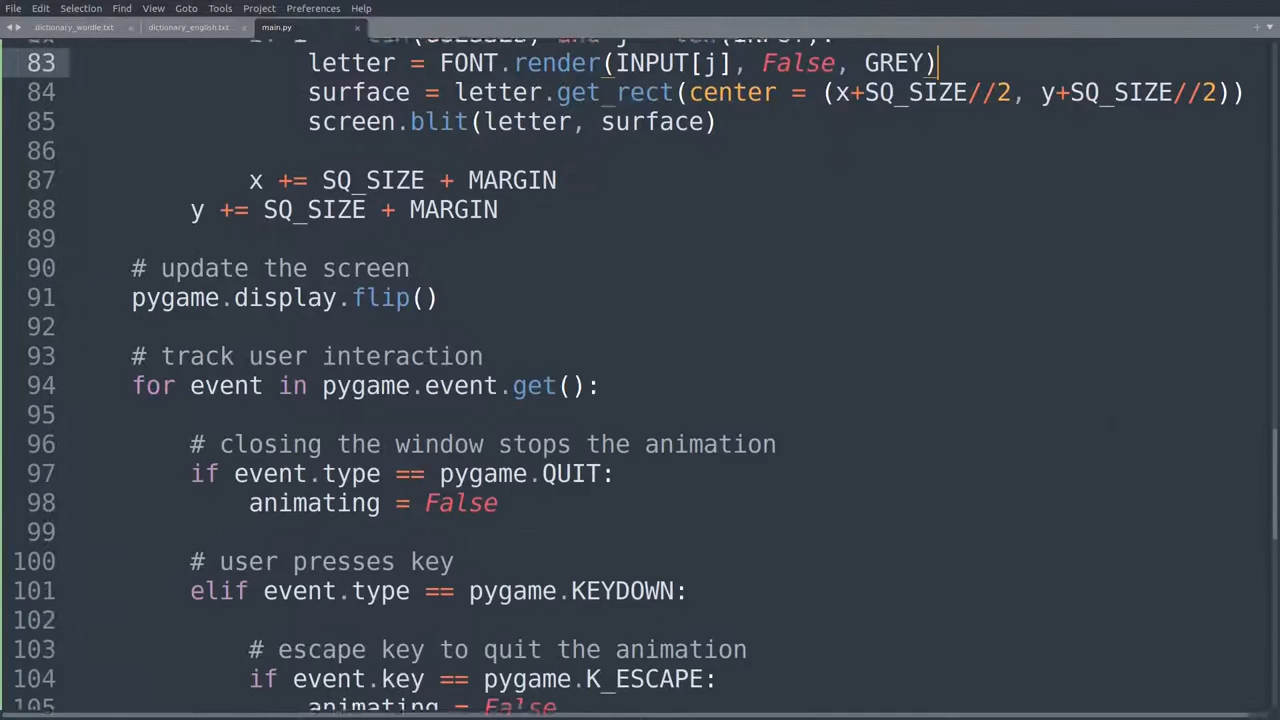 File Edit Selection Find View Goto Tools Project Preferences Help
dictionary_wordle.txt × dictionary_english.txt × main.py ×
83 letter = FONT.render(INPUT[j], False, GREY)
84 surface = letter.get_rect(center = (x+SQ_SIZE//2, y+SQ_SIZE//2))
85 screen.blit(letter, surface)
86
87 x += SQ_SIZE + MARGIN
88 y += SQ_SIZE + MARGIN
89
90 # update the screen
91 pygame.display.flip()
92
93 # track user interaction
94 for event in pygame.event.get():
95
96 # closing the window stops the animation
97 if event.type == pygame.QUIT:
98 animating = False
99
100 # user presses key
101 elif event.type == pygame.KEYDOWN:
102
103 # escape key to quit the animation
104 if event.key == pygame.K_ESCAPE:
105 animating = False